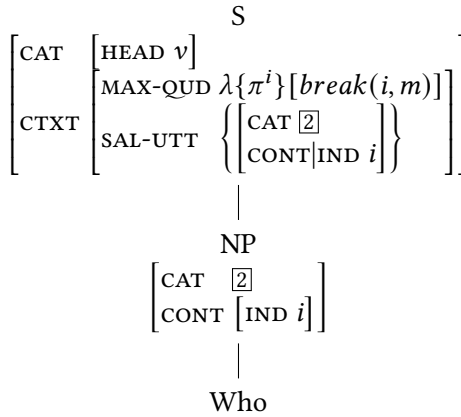 S
CAT [HEAD v]
CTXT [MAX-QUD λ{π^i}[break(i, m)]
SAL-UTT {[CAT 2
CONT|IND i]}]
NP
[CAT 2
CONT [IND i]]
Who